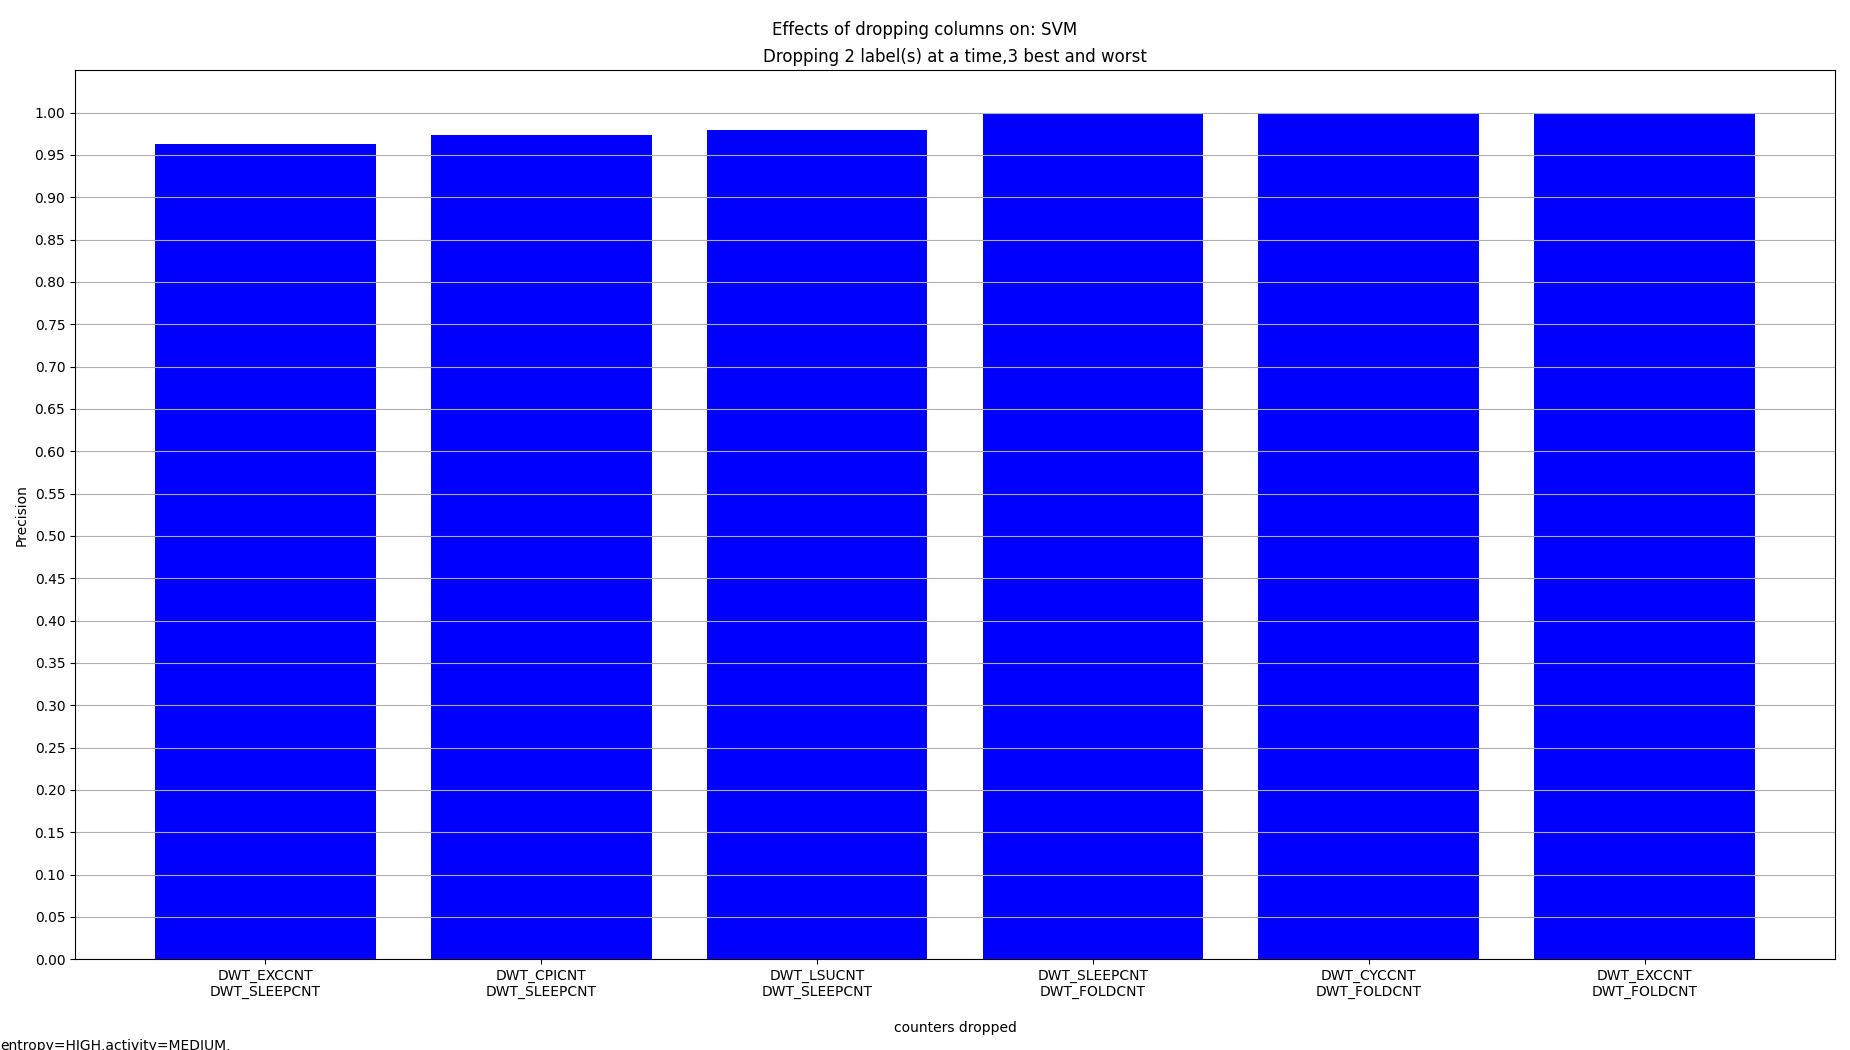 Effects of dropping columns on: SVM
Dropping 2 label(s) at a time,3 best and worst
1.00
0.95
0.90
0.85
0.80
0.75
0.70
0.65
0.60
0.55
0.50
0.45
0.40
0.35
0.30
0.25
0.20
0.15
0.10
0.05
0.00
Precision
DWT_EXCCNT
DWT_SLEEPCNT
DWT_CPICNT
DWT_SLEEPCNT
DWT_LSUCNT
DWT_SLEEPCNT
DWT_SLEEPCNT
DWT_FOLDCNT
DWT_CYCCNT
DWT_FOLDCNT
DWT_EXCCNT
DWT_FOLDCNT
counters dropped
entropy=HIGH,activity=MEDIUM,